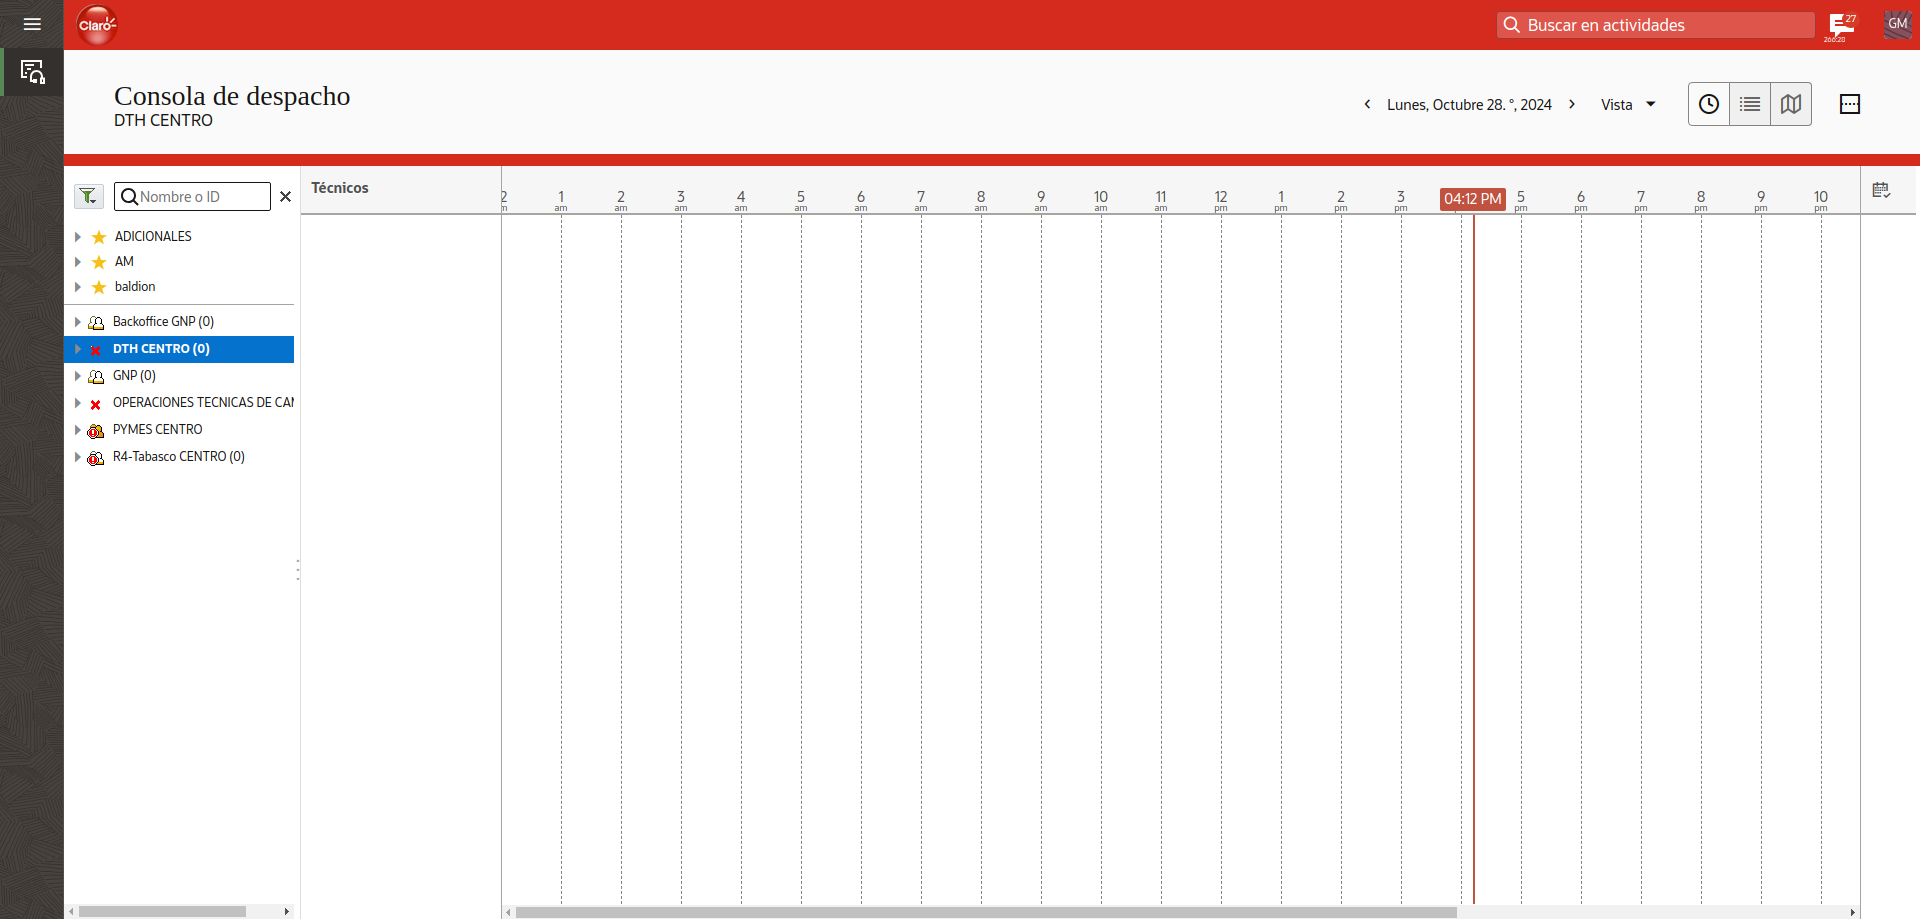 Claro
Buscar en actividades
27
266:20
GM
Consola de despacho
DTH CENTRO
Lunes, Octubre 28. °, 2024
Vista
Nombre o ID
Técnicos
2 1 2 3 4 5 6 7 8 9 10 11 12 1 2 3 04:12 PM 5 6 7 8 9 10
am am am am am am am am am am am pm pm pm pm pm pm pm pm pm pm
ADICIONALES
AM
baldion
Backoffice GNP (0)
DTH CENTRO (0)
GNP (0)
OPERACIONES TECNICAS DE CAM
PYMES CENTRO
R4-Tabasco CENTRO (0)